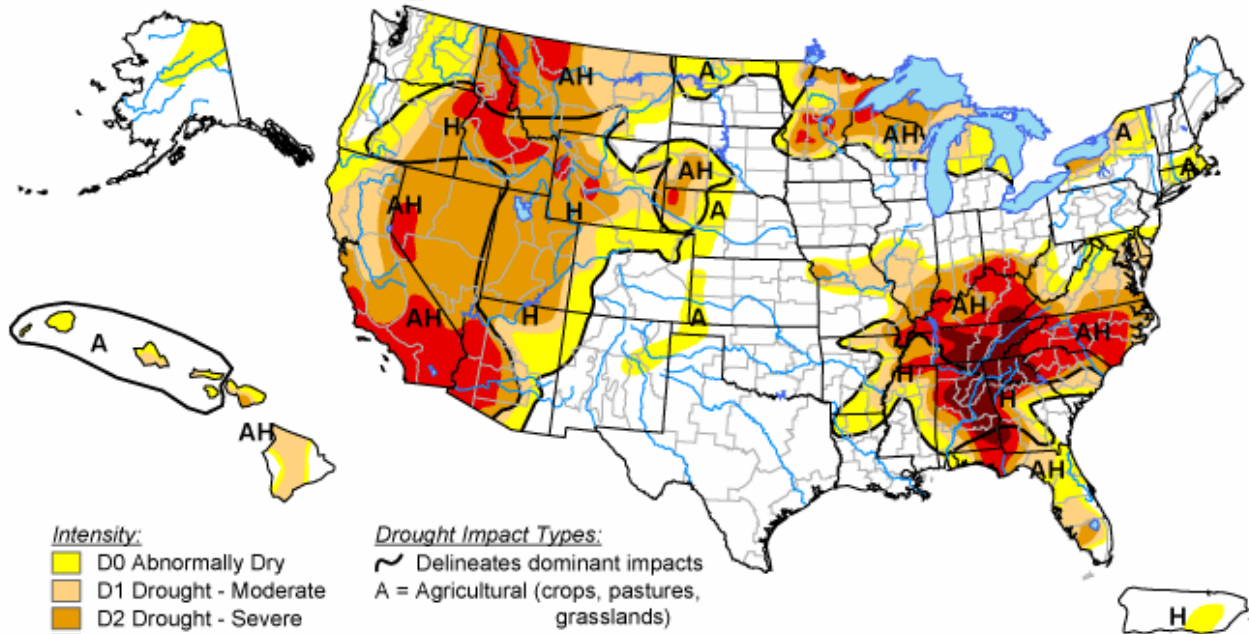 AH
A
A
H
AH
A
AH
AH
A
H
A
AH
A
AH
H
AH
A
AH
H
H
AH
AH
H
Intensity:
D0 Abnormally Dry
D1 Drought - Moderate
D2 Drought - Severe
Drought Impact Types:
Delineates dominant impacts
A = Agricultural (crops, pastures,
grasslands)